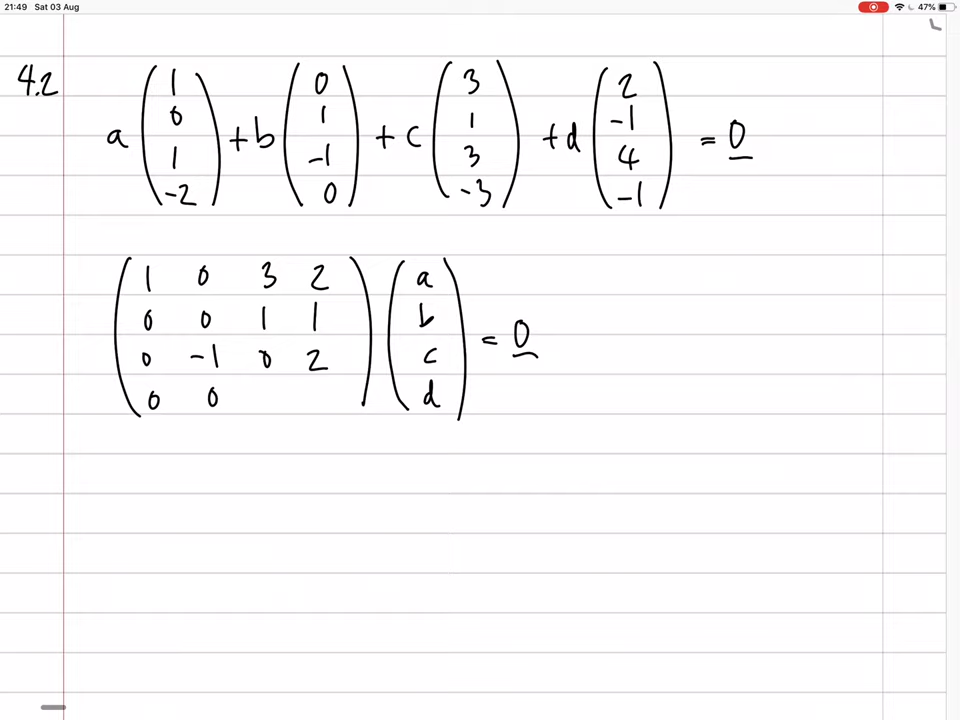 21:49 Sat 03 Aug 47%
4.2
a (1 0 1 -2) + b (0 1 -1 0) + c (3 1 3 -3) + d (2 -1 4 -1) = 0
1 0 3 2 a
0 0 1 1 b
0 -1 0 2 c = 0
0 0 d